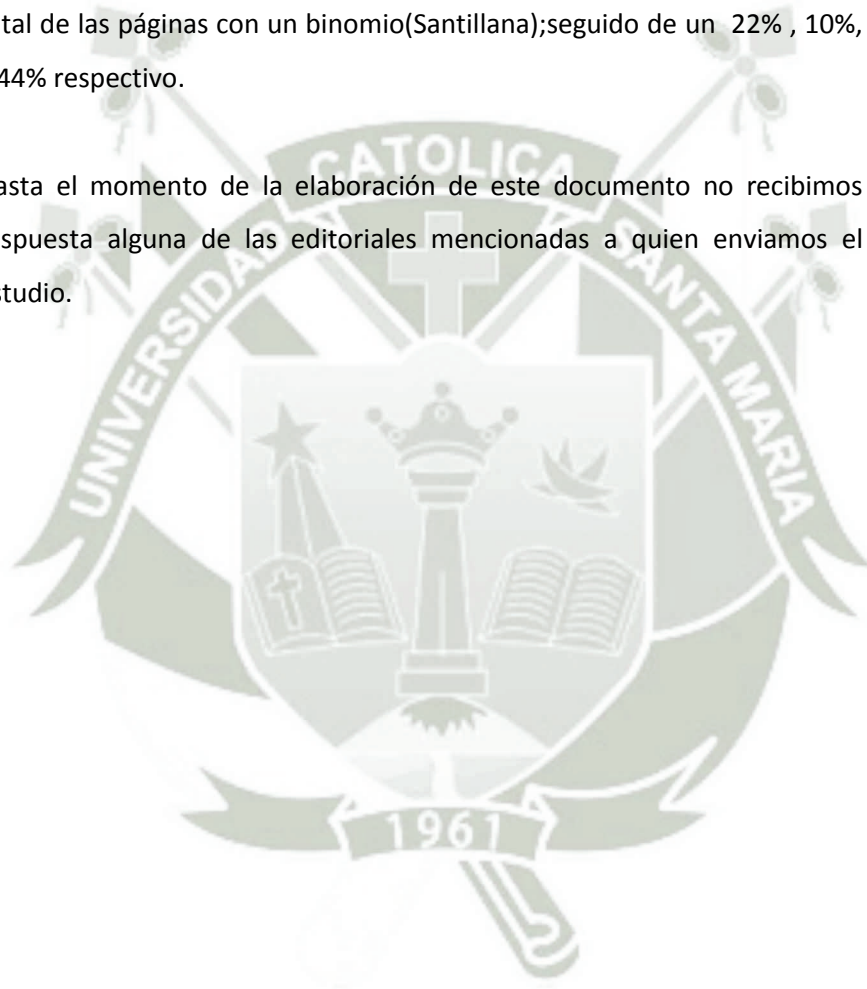 tal de las páginas con un binomio(Santillana);seguido de un 22% , 10%,
44% respectivo.
asta el momento de la elaboración de este documento no recibimos
spuesta alguna de las editoriales mencionadas a quien enviamos el
studio.
UNIVERSIDAD CATOLICA SANTA MARIA
1961